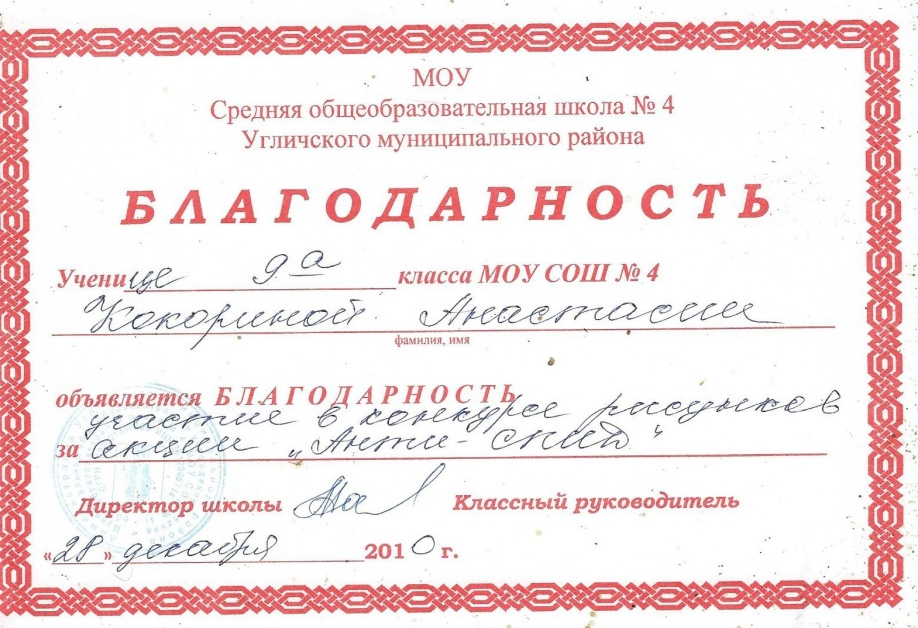 МОУ
Средняя общеобразовательная школа № 4
Угличского муниципального района
БЛАГОДАРНОСТЬ
Ученице 9а класса МОУ СОШ № 4
Кокориной Анастасии
фамилия, имя
объявляется БЛАГОДАРНОСТЬ
участие в конкурсе рисунков
за акции „Анти-спид"
Директор школы Классный руководитель
«28» декабря 2010 г.